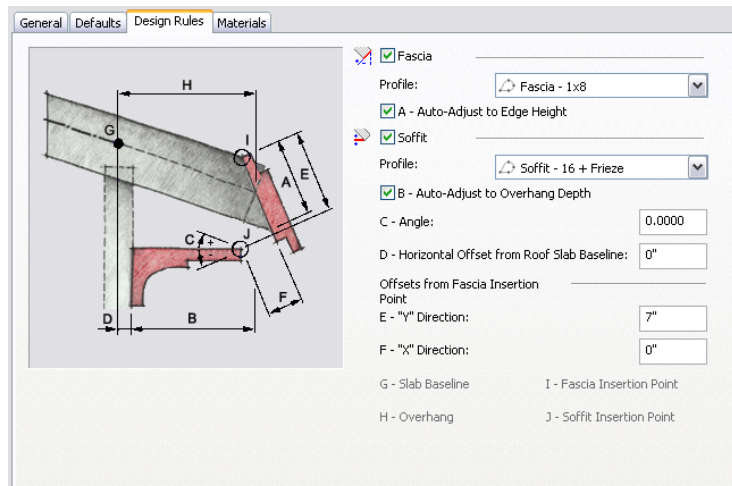 General Defaults Design Rules Materials
H
G
I
A
E
J
C
+
-
F
D
B
Fascia
Profile: Fascia - 1x8
A - Auto-Adjust to Edge Height
Soffit
Profile: Soffit - 16 + Frieze
B - Auto-Adjust to Overhang Depth
C - Angle: 0.0000
D - Horizontal Offset from Roof Slab Baseline: 0"
Offsets from Fascia Insertion
Point
E - "Y" Direction: 7"
F - "X" Direction: 0"
G - Slab Baseline I - Fascia Insertion Point
H - Overhang J - Soffit Insertion Point